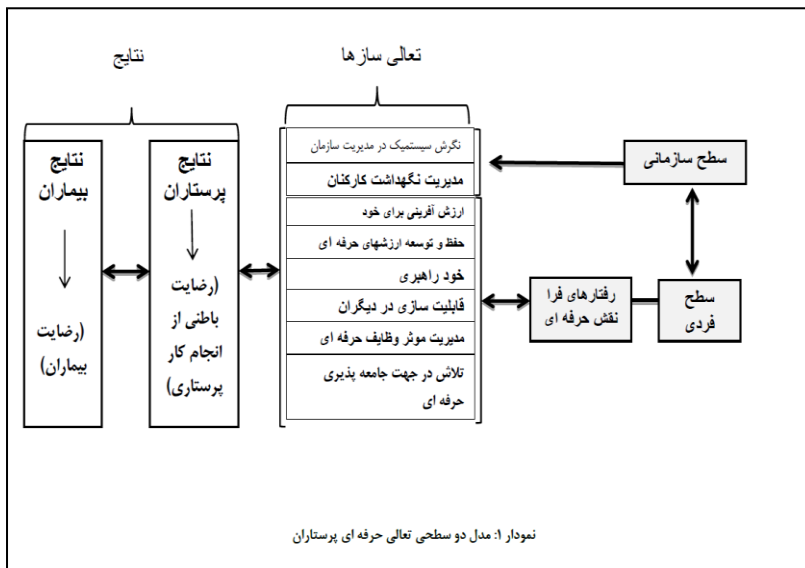 تعالی سازها
نتایج
سطح سازمانی
سطح
فردی
رفتارهای فرا
نقش حرفه ای
نگرش سیستمیک در مدیریت سازمان
مدیریت نگهداشت کارکنان
ارزش آفرینی برای خود
حفظ و توسعه ارزشهای حرفه ای
خود راهبری
قابلیت سازی در دیگران
مدیریت موثر وظایف حرفه ای
تلاش در جهت جامعه پذیری
حرفه ای
نتایج
پرستاران
(رضایت
باطنی از
انجام کار
پرستاری)
نتایج
بیماران
(رضایت
بیماران)
نمودار ۱: مدل دو سطحی تعالی حرفه ای پرستاران